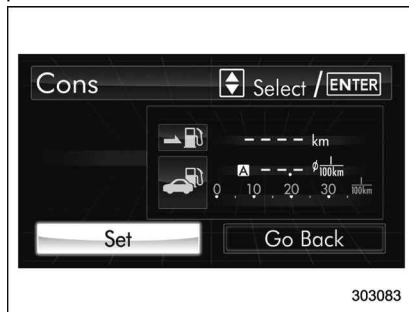 Cons Select / ENTER
---- km
A --.- ø l/100km
0 . 10 . 20 . 30 . l/100km
Set Go Back
303083